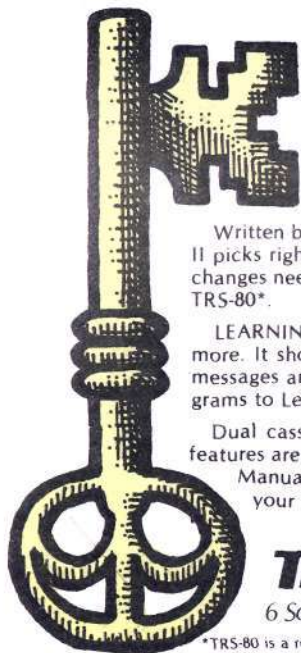 Written b
II picks righ
changes nee
TRS-80*.
LEARNIN
more. It sho
messages ar
grams to Le
Dual cass
features are
Manua
your
T
6 So
*TRS-80 is a r